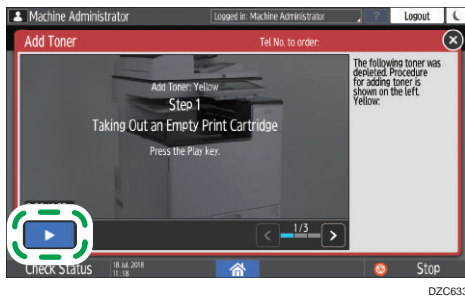 Machine Administrator
Logged in: Machine Administrator
?
Logout
Add Toner
Tel No. to order:
Add Toner: Yellow
Step 1
Taking Out an Empty Print Cartridge
Press the Play key.
The following toner was
depleted. Procedure
for adding toner is
shown on the left.
Yellow:
1/3
Check Status
18 Jul. 2018
11:18
Stop
DZC633